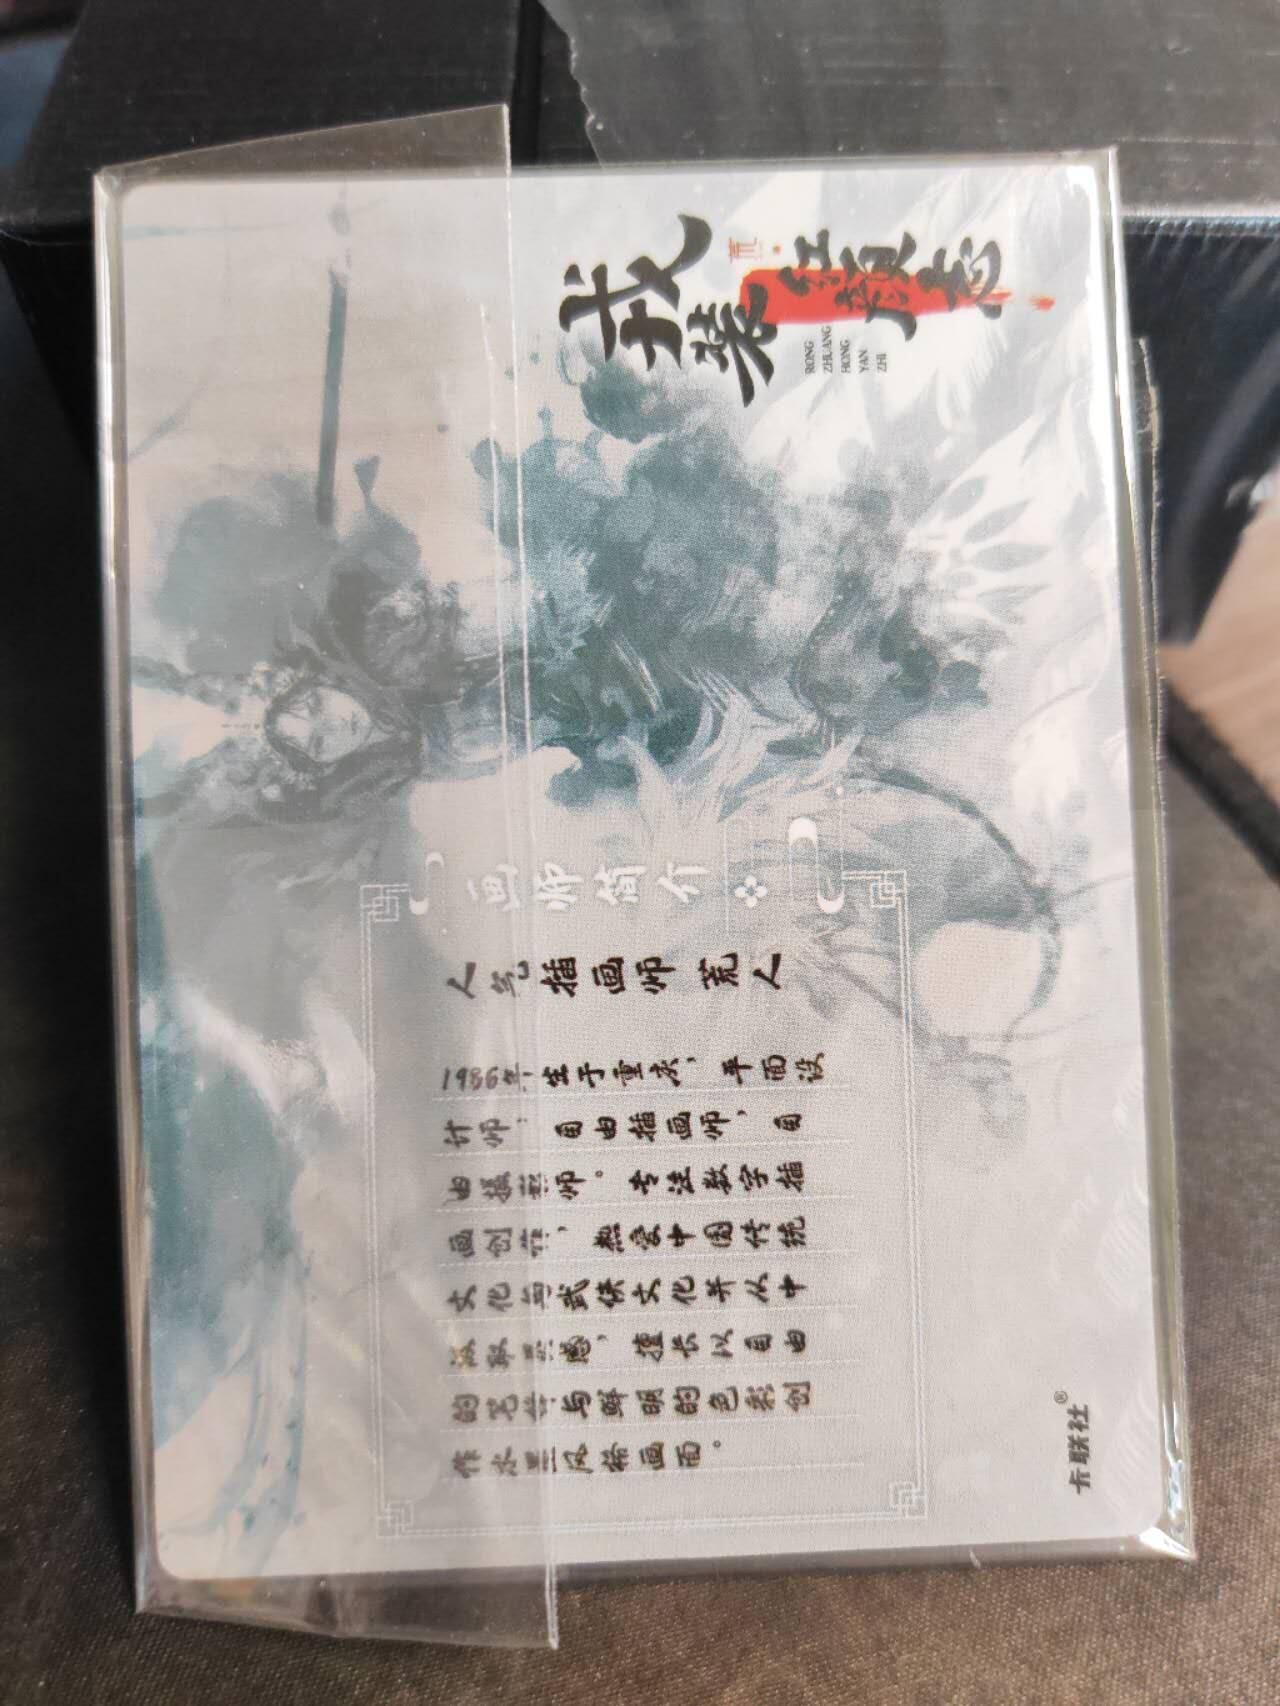 戎装红颜志
荒
RONG
ZHUANG
HONG
YAN
ZHI
画师简介
人气插画师 荒人
1986年,生于重庆,平面设
计师,自由插画师,自
由摄影师。专注数字插
画创作,热爱中国传统
文化与武侠文化并从中
汲取灵感,擅长以自由
的笔触与鲜明的色彩创
作水墨风格画面。
卡联社®